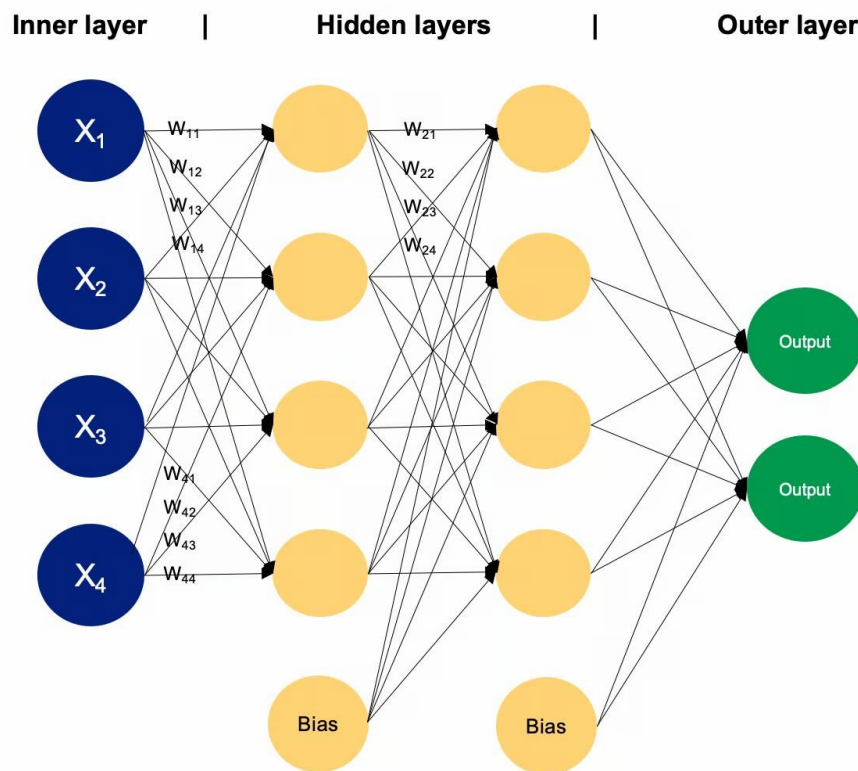 Inner layer | Hidden layers | Outer layer
X₁
W₁₁
W₁₂
W₁₃
W₁₄
W₂₁
W₂₂
W₂₃
W₂₄
X₂
Output
X₃
W₄₁
W₄₂
W₄₃
W₄₄
Output
X₄
Bias
Bias